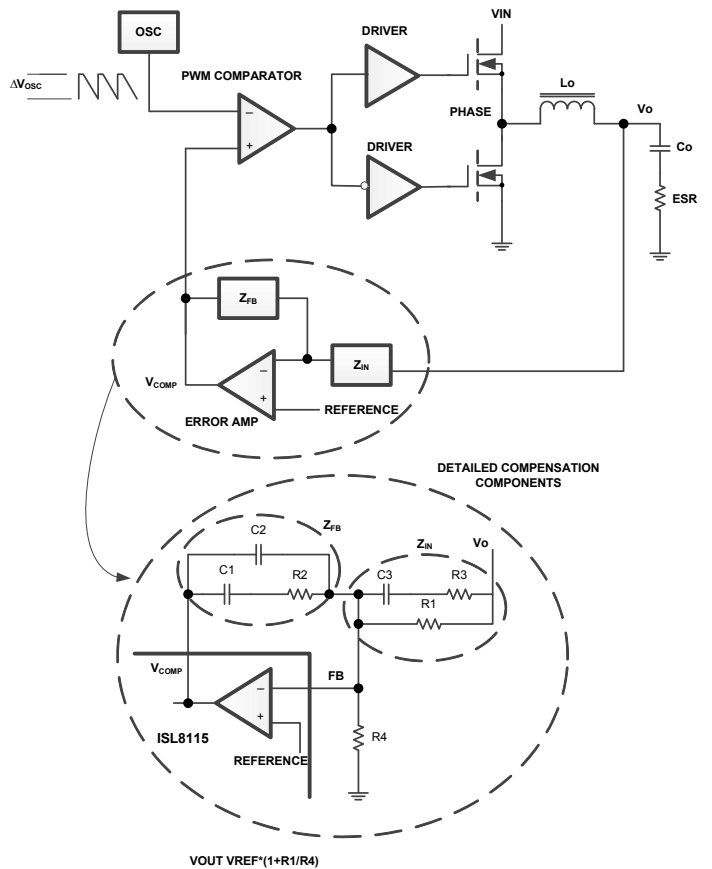 OSC
ΔVOSC
PWM COMPARATOR
−
+
DRIVER
DRIVER
VIN
PHASE
Lo
Vo
Co
ESR
ZFB
ZIN
VCOMP
−
+
REFERENCE
ERROR AMP
DETAILED COMPENSATION
COMPONENTS
C2
ZFB
C1
R2
ZIN
Vo
C3
R3
R1
VCOMP
FB
−
+
ISL8115
REFERENCE
R4
VOUT VREF*(1+R1/R4)